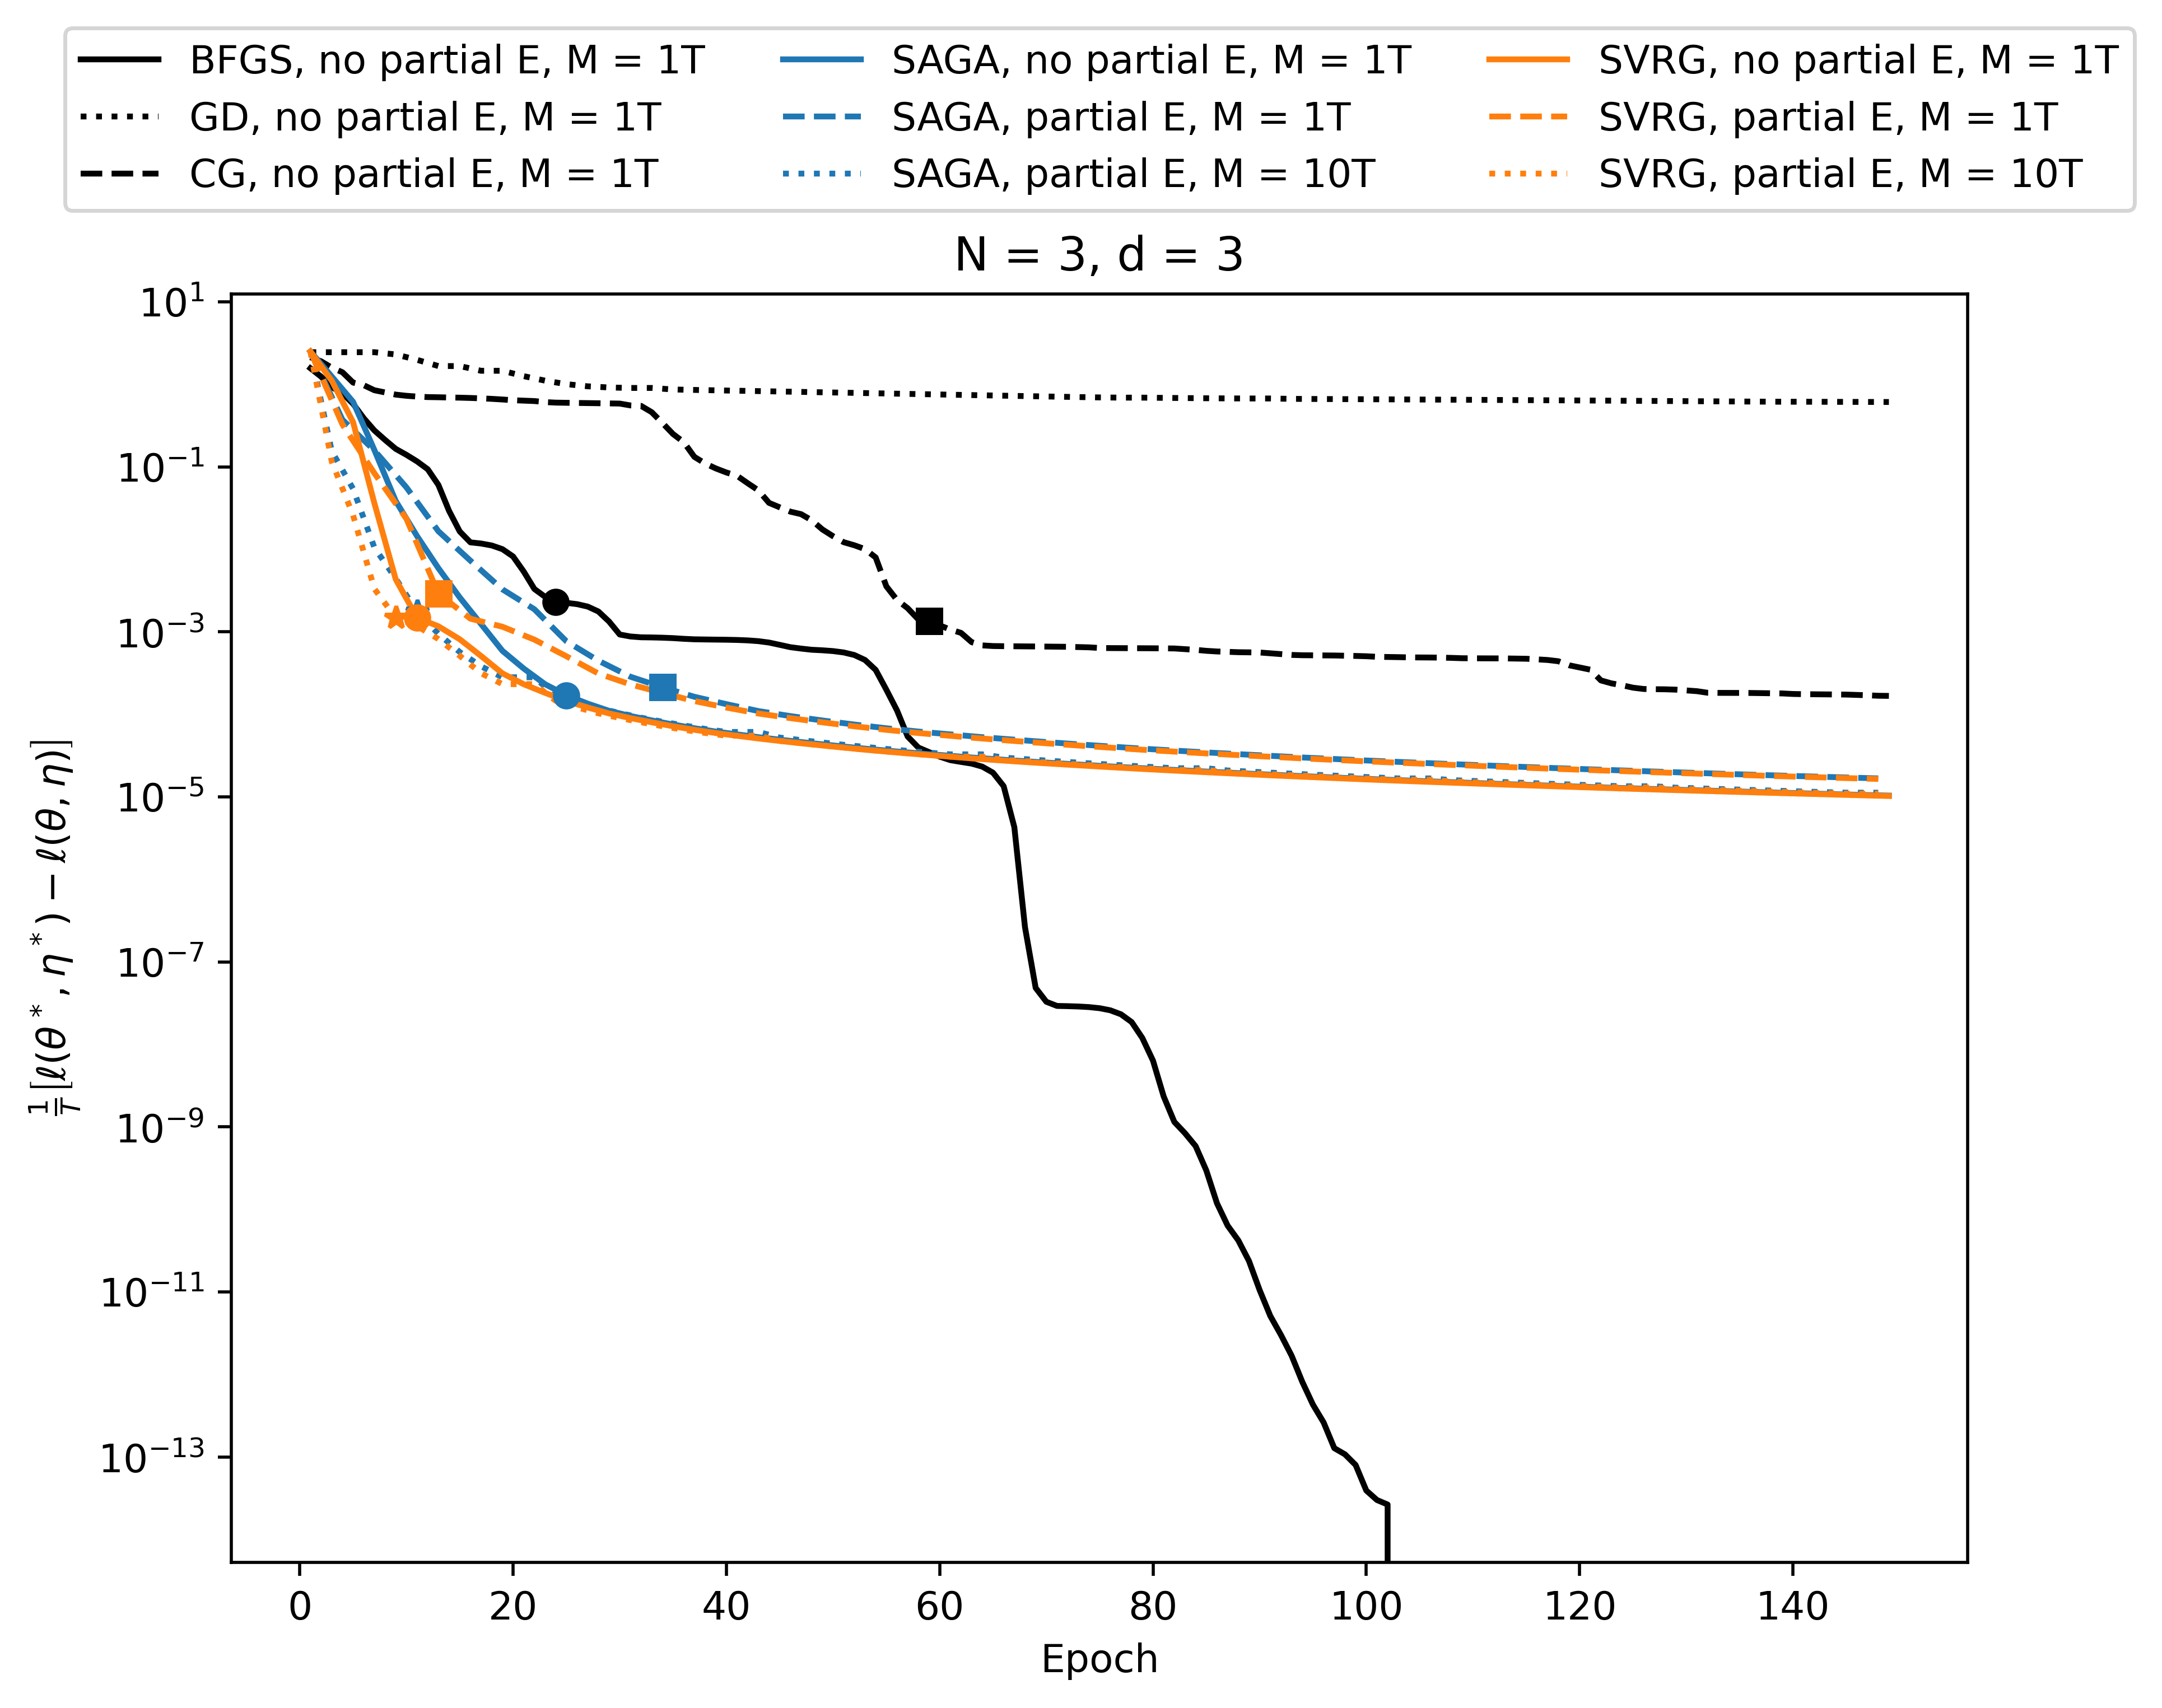 BFGS, no partial E, M = 1T
GD, no partial E, M = 1T
CG, no partial E, M = 1T
SAGA, no partial E, M = 1T
SAGA, partial E, M = 1T
SAGA, partial E, M = 10T
SVRG, no partial E, M = 1T
SVRG, partial E, M = 1T
SVRG, partial E, M = 10T
N = 3, d = 3
10¹
10⁻¹
10⁻³
10⁻⁵
10⁻⁷
10⁻⁹
10⁻¹¹
10⁻¹³
1/T [ℓ(θ*, η*) − ℓ(θ, η)]
0 20 40 60 80 100 120 140
Epoch